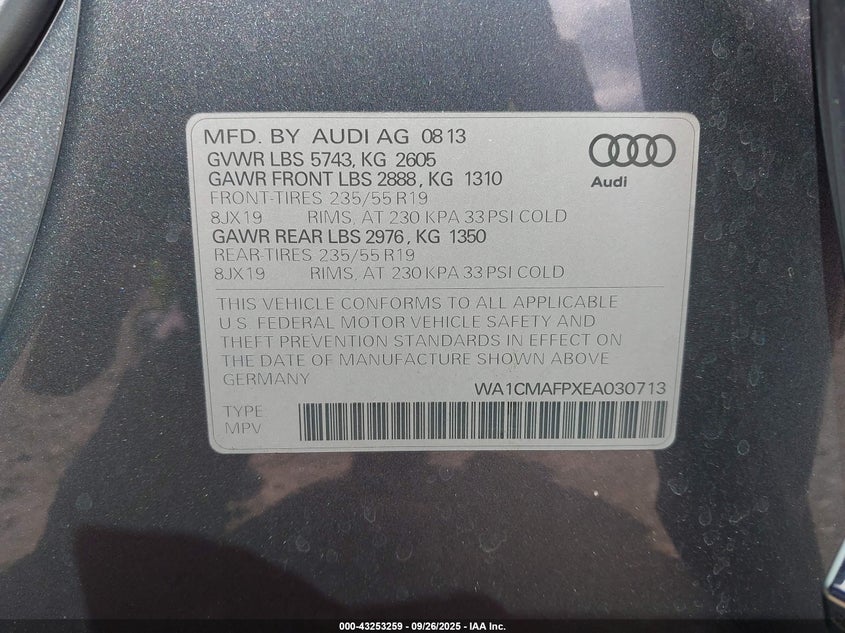 MFD. BY AUDI AG 08 13
GVWR LBS 5743, KG 2605
GAWR FRONT LBS 2888, KG 1310
FRONT-TIRES 235/55 R19
8JX19 RIMS, AT 230 KPA 33 PSI COLD
GAWR REAR LBS 2976, KG 1350
REAR-TIRES 235/55 R19
8JX19 RIMS, AT 230 KPA 33 PSI COLD
Audi
THIS VEHICLE CONFORMS TO ALL APPLICABLE
U.S. FEDERAL MOTOR VEHICLE SAFETY AND
THEFT PREVENTION STANDARDS IN EFFECT ON
THE DATE OF MANUFACTURE SHOWN ABOVE
GERMANY
WA1CMAFPXEA030713
TYPE
MPV
000-43253259 - 09/26/2025 - IAA Inc.